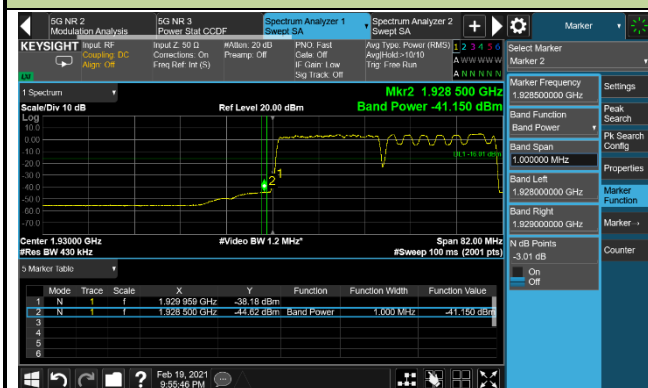 5G NR 2
Modulation Analysis
5G NR 3
Power Stat CCDF
Spectrum Analyzer 1
Swept SA
Spectrum Analyzer 2
Swept SA
+
Marker
KEYSIGHT
LU
Input: RF
Coupling: DC
Align: Off
Input Z: 50 Ω
Corrections: On
Freq Ref: Int (S)
#Atten: 20 dB
Preamp: Off
PNO: Fast
Gate: Off
IF Gain: Low
Sig Track: Off
Avg Type: Power (RMS)
Avg|Hold:>10/10
Trig: Free Run
1 2 3 4 5 6
A W W W W W
A N N N N N
1 Spectrum
Scale/Div 10 dB
Ref Level 20.00 dBm
Mkr2 1.928 500 GHz
Band Power -41.150 dBm
Log
10.0
0.00
-10.0
-20.0
-30.0
-40.0
-50.0
-60.0
-70.0
2
1
DL1 -16.01 dBm
Center 1.93000 GHz
#Video BW 1.2 MHz*
Span 82.00 MHz
#Res BW 430 kHz
#Sweep 100 ms (2001 pts)
5 Marker Table
Mode Trace Scale X Y Function Function Width Function Value
1 N 1 f 1.929 959 GHz -38.18 dBm
2 N 1 f 1.928 500 GHz -44.62 dBm Band Power 1.000 MHz -41.150 dBm
3
4
5
6
?
Feb 19, 2021
9:55:46 PM
Select Marker
Marker 2
Marker Frequency
1.928500000 GHz
Band Function
Band Power
Band Span
1.000000 MHz
Band Left
1.928000000 GHz
Band Right
1.929000000 GHz
N dB Points
-3.01 dB
On
Off
Settings
Peak
Search
Pk Search
Config
Properties
Marker
Function
Marker→
Counter